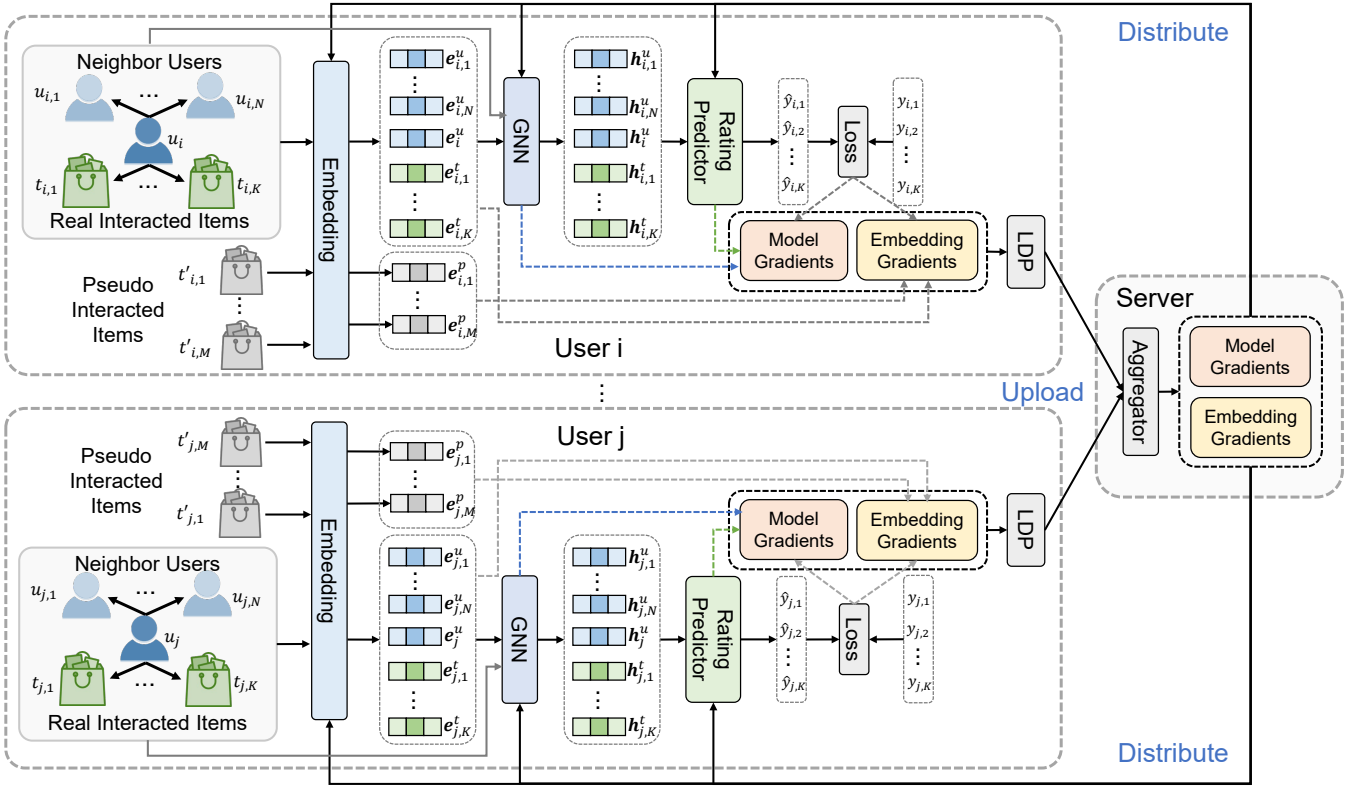 Distribute
Neighbor Users
u_{i,1}
...
u_{i,N}
u_i
t_{i,1}
...
t_{i,K}
Real Interacted Items
Pseudo
Interacted
Items
t'_{i,1}
⋮
t'_{i,M}
Embedding
e^u_{i,1}
⋮
e^u_{i,N}
e^u_i
e^t_{i,1}
⋮
e^t_{i,K}
e^p_{i,1}
⋮
e^p_{i,M}
GNN
h^u_{i,1}
⋮
h^u_{i,N}
h^u_i
h^t_{i,1}
⋮
h^t_{i,K}
Rating
Predictor
ŷ_{i,1}
ŷ_{i,2}
⋮
ŷ_{i,K}
Loss
y_{i,1}
y_{i,2}
⋮
y_{i,K}
Model
Gradients
Embedding
Gradients
LDP
User i
⋮
Upload
Server
Aggregator
Model
Gradients
Embedding
Gradients
User j
Pseudo
Interacted
Items
t'_{j,M}
⋮
t'_{j,1}
Neighbor Users
u_{j,1}
...
u_{j,N}
u_j
t_{j,1}
...
t_{j,K}
Real Interacted Items
Embedding
e^p_{j,1}
⋮
e^p_{j,M}
e^u_{j,1}
⋮
e^u_{j,N}
e^u_j
e^t_{j,1}
⋮
e^t_{j,K}
GNN
h^u_{j,1}
⋮
h^u_{j,N}
h^u_j
h^t_{j,1}
⋮
h^t_{j,K}
Rating
Predictor
Model
Gradients
Embedding
Gradients
LDP
ŷ_{j,1}
ŷ_{j,2}
⋮
ŷ_{j,K}
Loss
y_{j,1}
y_{j,2}
⋮
y_{j,K}
Distribute